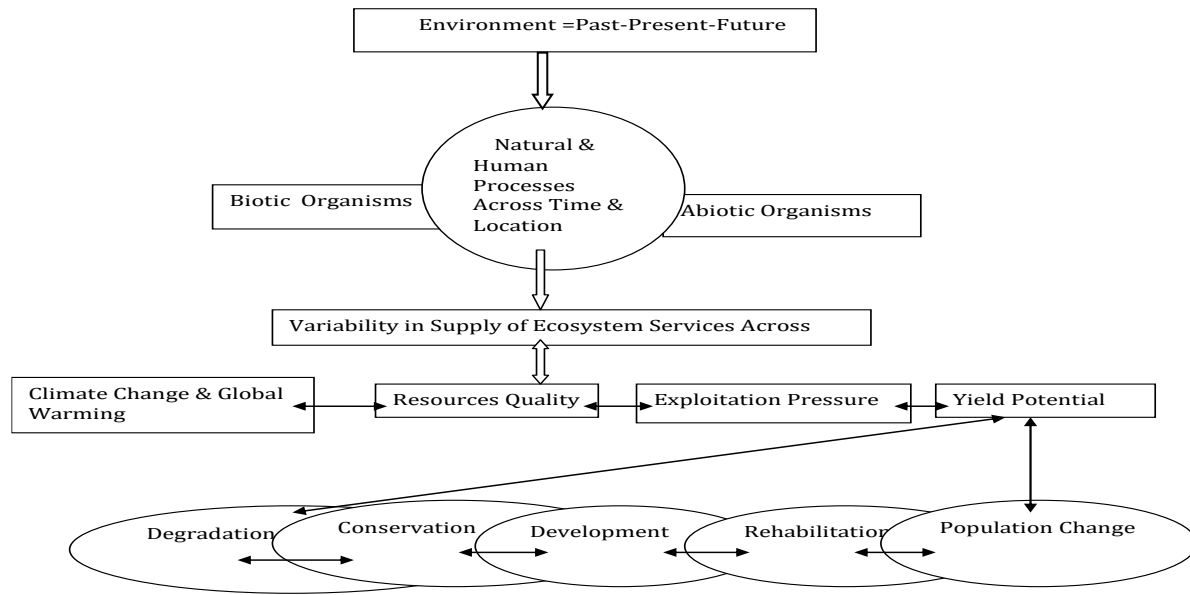 Environment =Past-Present-Future
Natural &
Human
Processes
Across Time &
Location
Biotic Organisms
Abiotic Organisms
Variability in Supply of Ecosystem Services Across
Climate Change & Global
Warming
Resources Quality
Exploitation Pressure
Yield Potential
Degradation
Conservation
Development
Rehabilitation
Population Change